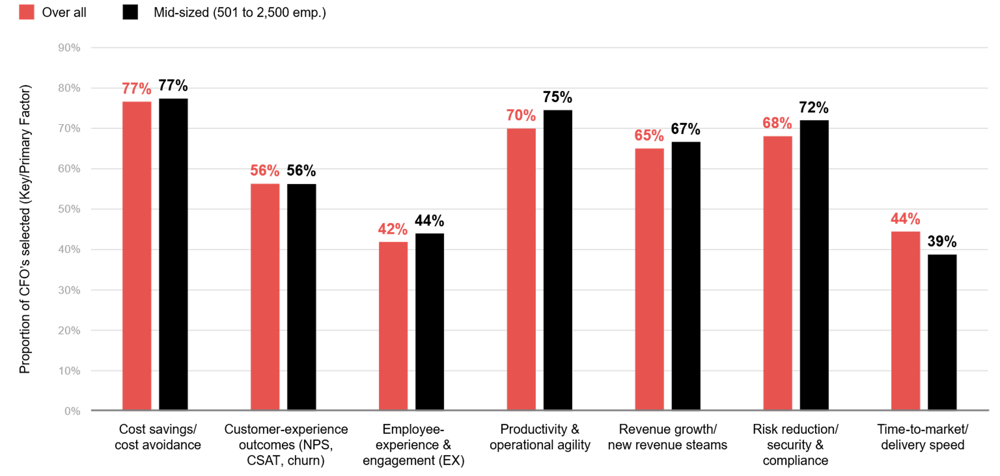 Over all
Mid-sized (501 to 2,500 emp.)
Proportion of CFO's selected (Key/Primary Factor)
90%
80%
70%
60%
50%
40%
30%
20%
10%
0%
77%
77%
56%
56%
42%
44%
70%
75%
65%
67%
68%
72%
44%
39%
Cost savings/
cost avoidance
Customer-experience
outcomes (NPS,
CSAT, churn)
Employee-
experience &
engagement (EX)
Productivity &
operational agility
Revenue growth/
new revenue steams
Risk reduction/
security &
compliance
Time-to-market/
delivery speed